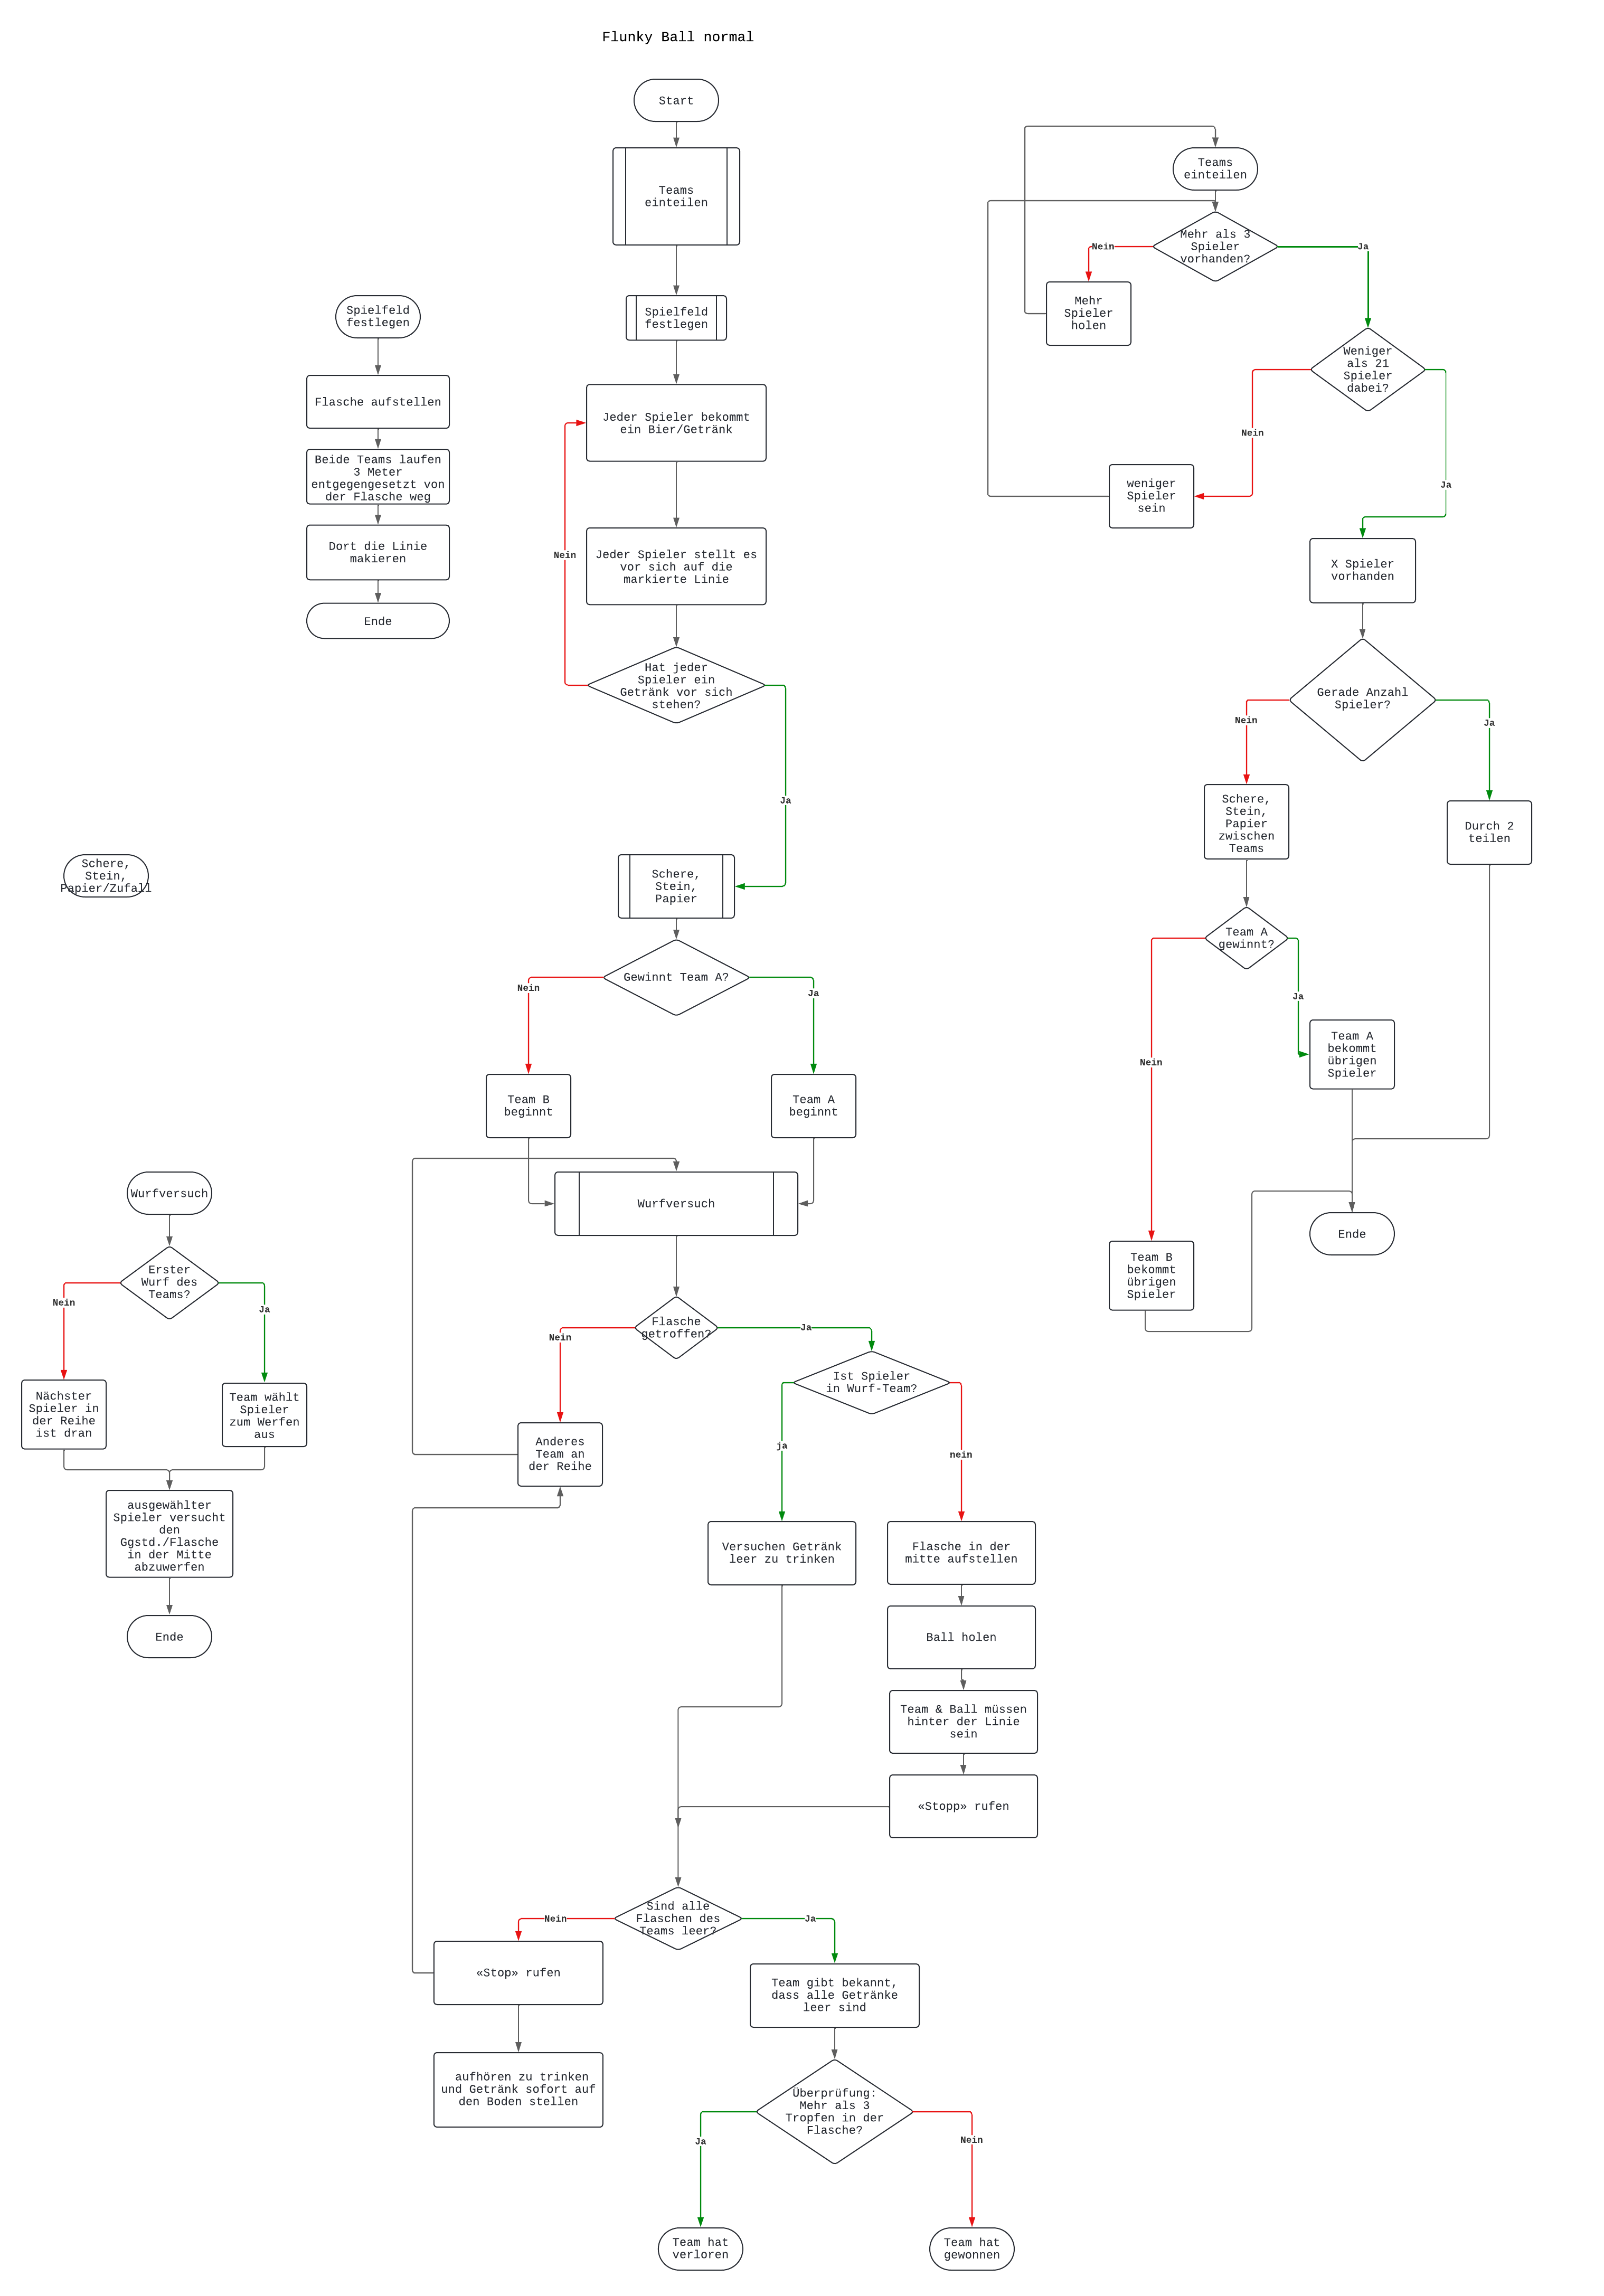 Flunky Ball normal
Start
Teams
einteilen
Spielfeld
festlegen
Jeder Spieler bekommt
ein Bier/Getränk
Jeder Spieler stellt es
vor sich auf die
markierte Linie
Nein
Hat jeder
Spieler ein
Getränk vor sich
stehen?
Ja
Schere,
Stein,
Papier
Gewinnt Team A?
Nein
Ja
Team B
beginnt
Team A
beginnt
Wurfversuch
Flasche
getroffen?
Nein
Ja
Ist Spieler
in Wurf-Team?
ja
nein
Anderes
Team an
der Reihe
Versuchen Getränk
leer zu trinken
Flasche in der
mitte aufstellen
Ball holen
Team & Ball müssen
hinter der Linie
sein
«Stopp» rufen
Sind alle
Flaschen des
Teams leer?
Nein
Ja
«Stop» rufen
aufhören zu trinken
und Getränk sofort auf
den Boden stellen
Team gibt bekannt,
dass alle Getränke
leer sind
Überprüfung:
Mehr als 3
Tropfen in der
Flasche?
Ja
Nein
Team hat
verloren
Team hat
gewonnen
Spielfeld
festlegen
Flasche aufstellen
Beide Teams laufen
3 Meter
entgegengesetzt von
der Flasche weg
Dort die Linie
makieren
Ende
Schere,
Stein,
Papier/Zufall
Wurfversuch
Erster
Wurf des
Teams?
Nein
Ja
Nächster
Spieler in
der Reihe
ist dran
Team wählt
Spieler
zum Werfen
aus
ausgewählter
Spieler versucht
den
Ggstd./Flasche
in der Mitte
abzuwerfen
Ende
Teams
einteilen
Mehr als 3
Spieler
vorhanden?
Nein
Ja
Mehr
Spieler
holen
Weniger
als 21
Spieler
dabei?
Nein
Ja
weniger
Spieler
sein
X Spieler
vorhanden
Gerade Anzahl
Spieler?
Nein
Ja
Schere,
Stein,
Papier
zwischen
Teams
Durch 2
teilen
Team A
gewinnt?
Ja
Nein
Team A
bekommt
übrigen
Spieler
Team B
bekommt
übrigen
Spieler
Ende